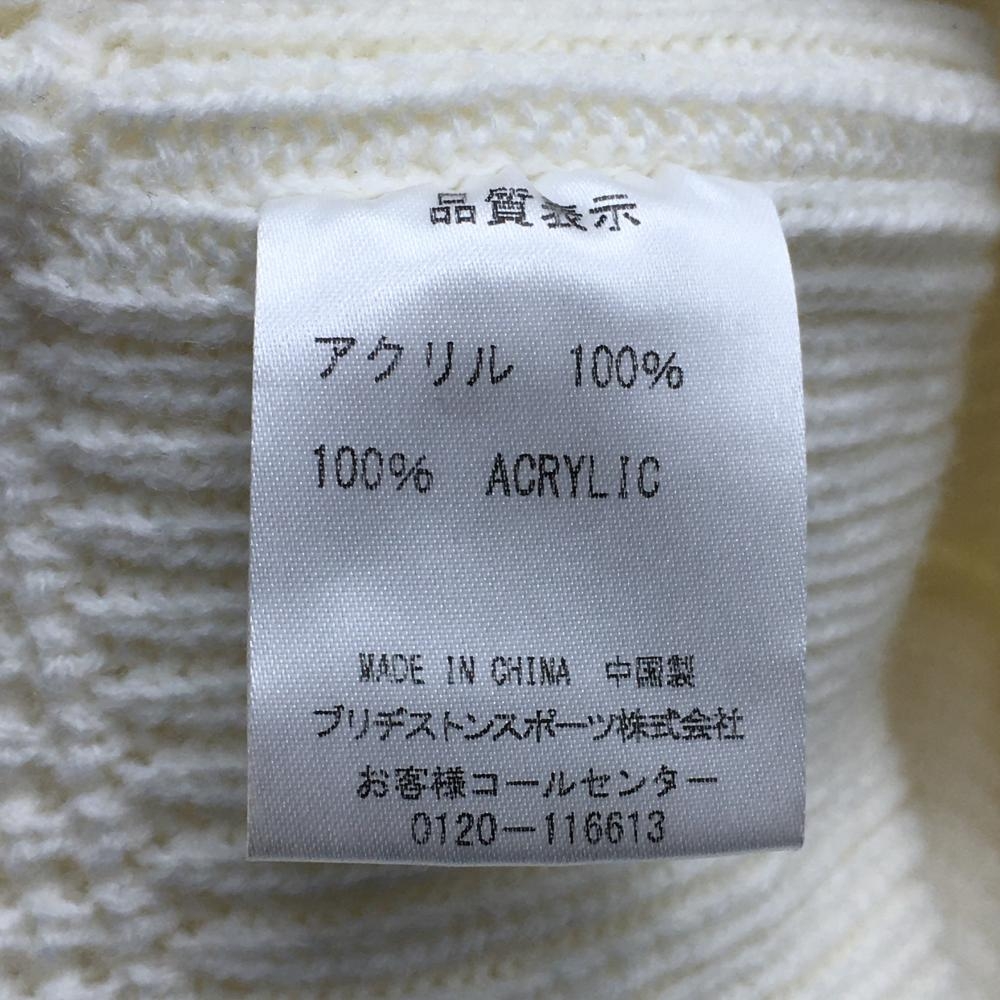 品質表示
アクリル 100%
100% ACRYLIC
MADE IN CHINA 中国製
ブリヂストンスポーツ株式会社
お客様コールセンター
0120-116613